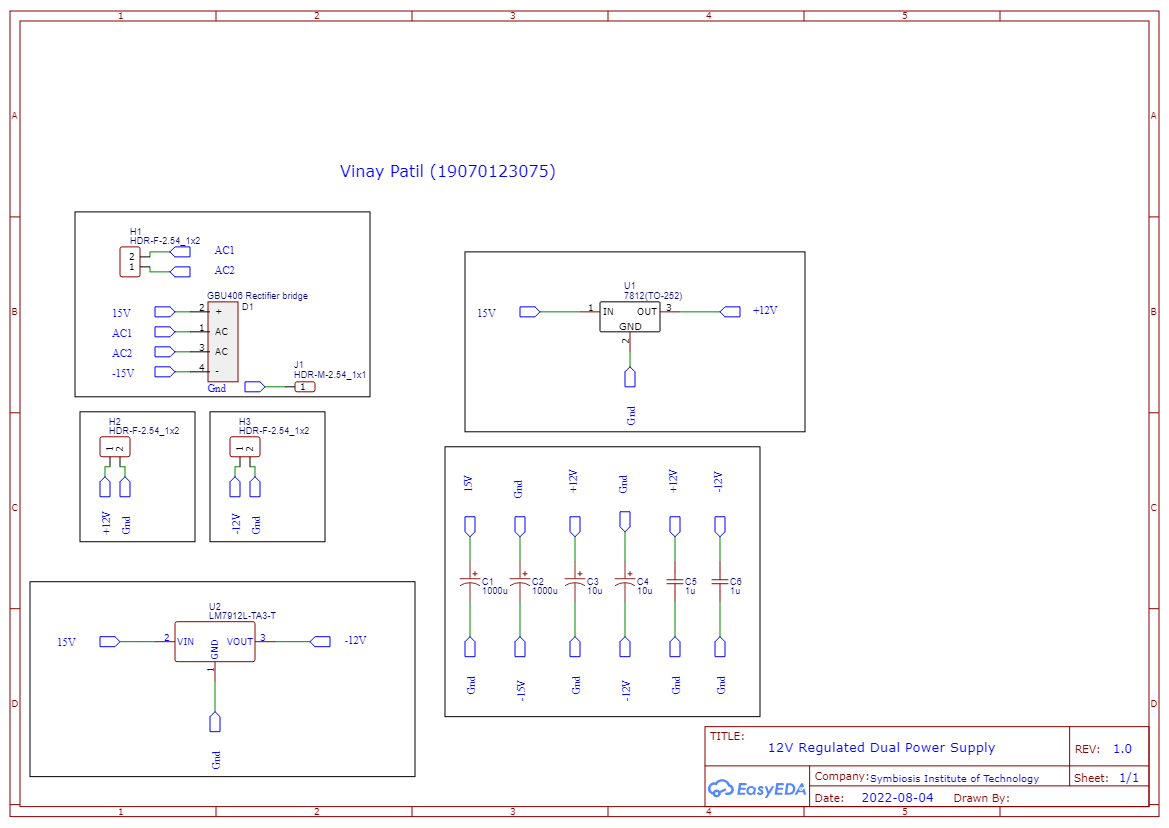 1 2 3 4 5
A A
Vinay Patil (19070123075)
H1
HDR-F-2.54_1x2
2
1
AC1
AC2
GBU406 Rectifier bridge
D1
15V 2 +
AC1 1 AC
AC2 3 AC
-15V 4 -
J1
HDR-M-2.54_1x1
Gnd 1
B B
U1
7812(TO-252)
15V 1 IN OUT 3 +12V
GND
2
Gnd
H2
HDR-F-2.54_1x2
1 2
+12V Gnd
H3
HDR-F-2.54_1x2
1 2
-12V Gnd
C C
15V Gnd +12V Gnd +12V -12V
+ + + +
C1 C2 C3 C4 C5 C6
1000u 1000u 10u 10u 1u 1u
Gnd -15V Gnd -12V Gnd Gnd
U2
LM7912L-TA3-T
15V 2 VIN VOUT 3 -12V
GND
1
Gnd
D D
TITLE:
12V Regulated Dual Power Supply
REV: 1.0
EasyEDA
Company: Symbiosis Institute of Technology
Sheet: 1/1
Date: 2022-08-04 Drawn By:
1 2 3 4 5